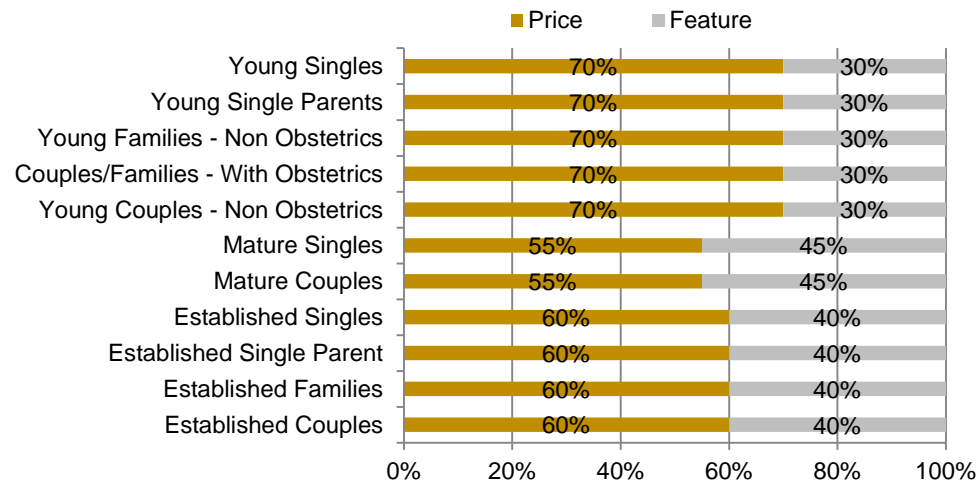 Price Feature
Young Singles 70% 30%
Young Single Parents 70% 30%
Young Families - Non Obstetrics 70% 30%
Couples/Families - With Obstetrics 70% 30%
Young Couples - Non Obstetrics 70% 30%
Mature Singles 55% 45%
Mature Couples 55% 45%
Established Singles 60% 40%
Established Single Parent 60% 40%
Established Families 60% 40%
Established Couples 60% 40%
0% 20% 40% 60% 80% 100%